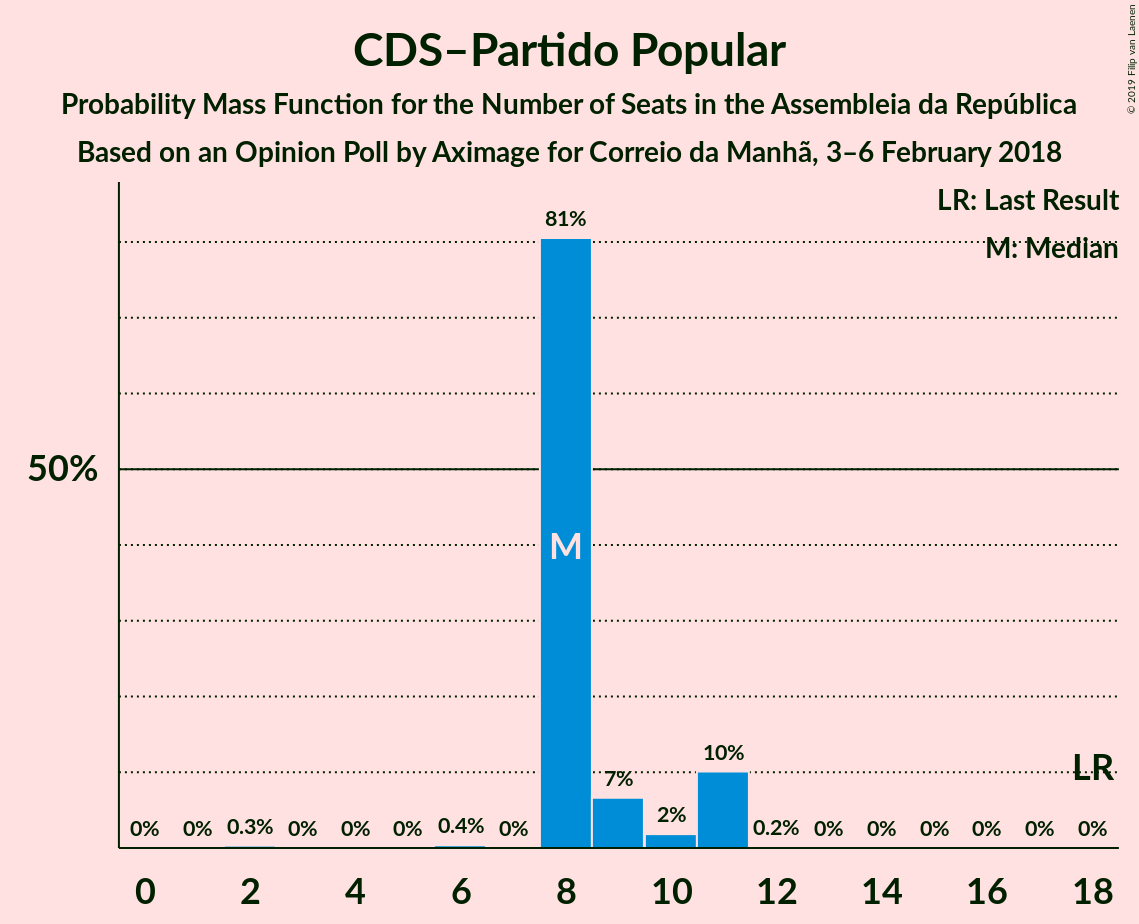 CDS–Partido Popular
Probability Mass Function for the Number of Seats in the Assembleia da República
Based on an Opinion Poll by Aximage for Correio da Manhã, 3–6 February 2018
© 2019 Filip van Laenen
LR: Last Result
M: Median
81%
50%
M
10%
7%
LR
2%
0% 0% 0.3% 0% 0% 0% 0.4% 0% 0.2% 0% 0% 0% 0% 0% 0%
0 2 4 6 8 10 12 14 16 18